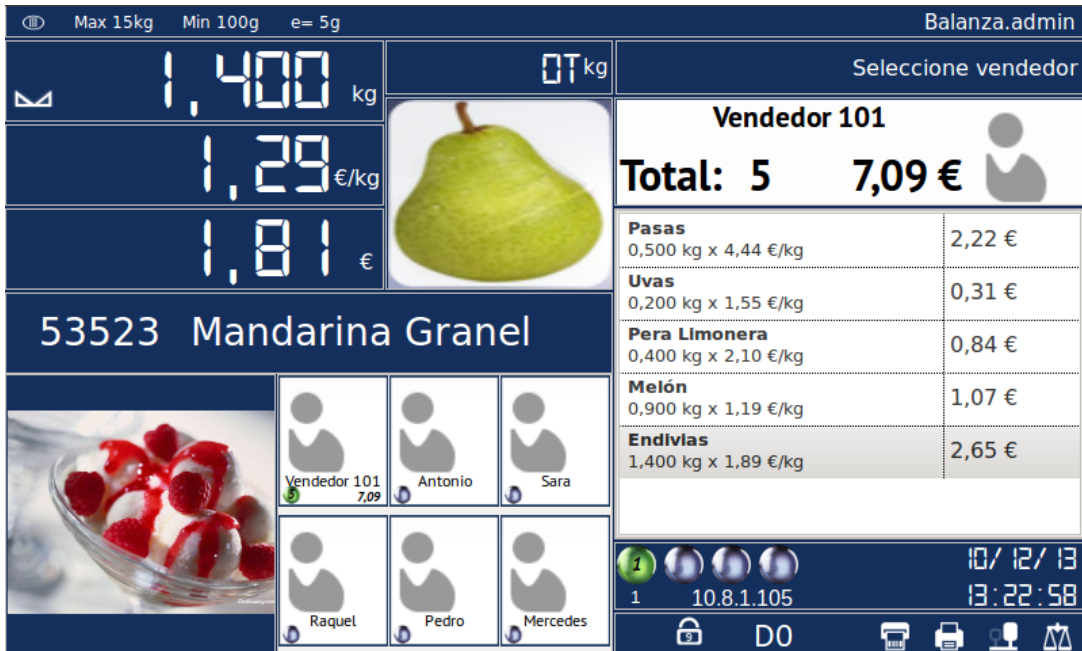 Max 15kg Min 100g e= 5g
Balanza.admin
1,400 kg
0T kg
Seleccione vendedor
1,29 €/kg
1,81 €
Vendedor 101
Total: 5 7,09 €
Pasas
0,500 kg x 4,44 €/kg 2,22 €
Uvas
0,200 kg x 1,55 €/kg 0,31 €
Pera Limonera
0,400 kg x 2,10 €/kg 0,84 €
Melón
0,900 kg x 1,19 €/kg 1,07 €
Endivias
1,400 kg x 1,89 €/kg 2,65 €
53523 Mandarina Granel
Vendedor 101
5 7,09
Antonio
Sara
Raquel
Pedro
Mercedes
1
1 10.8.1.105
10/12/13
13:22:58
9
D0